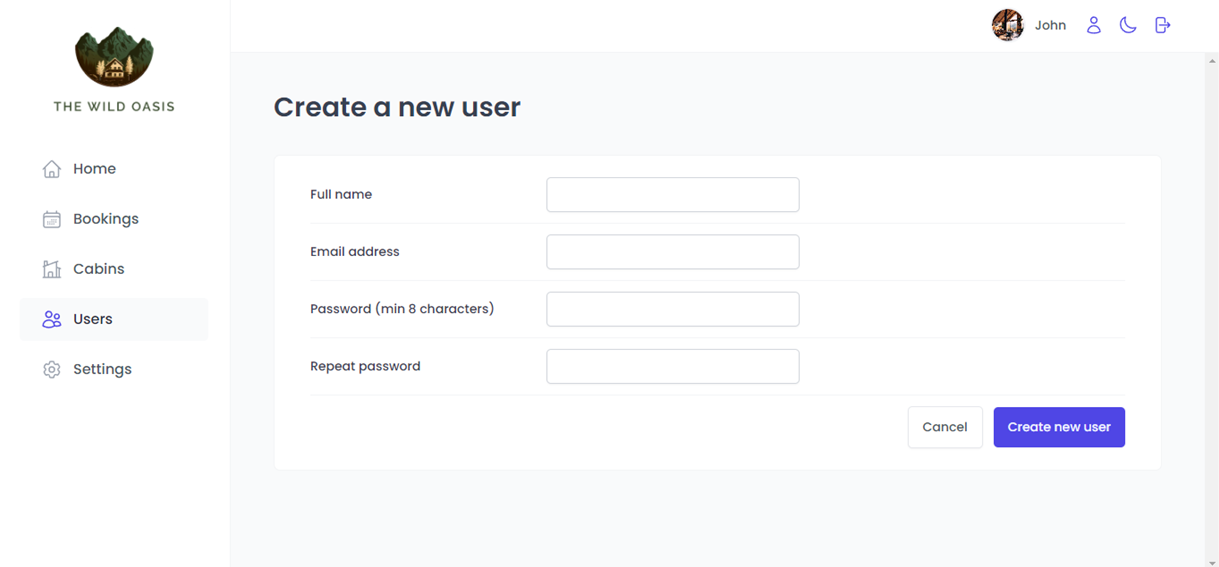 THE WILD OASIS
Home
Bookings
Cabins
Users
Settings
John
Create a new user
Full name
Email address
Password (min 8 characters)
Repeat password
Cancel
Create new user